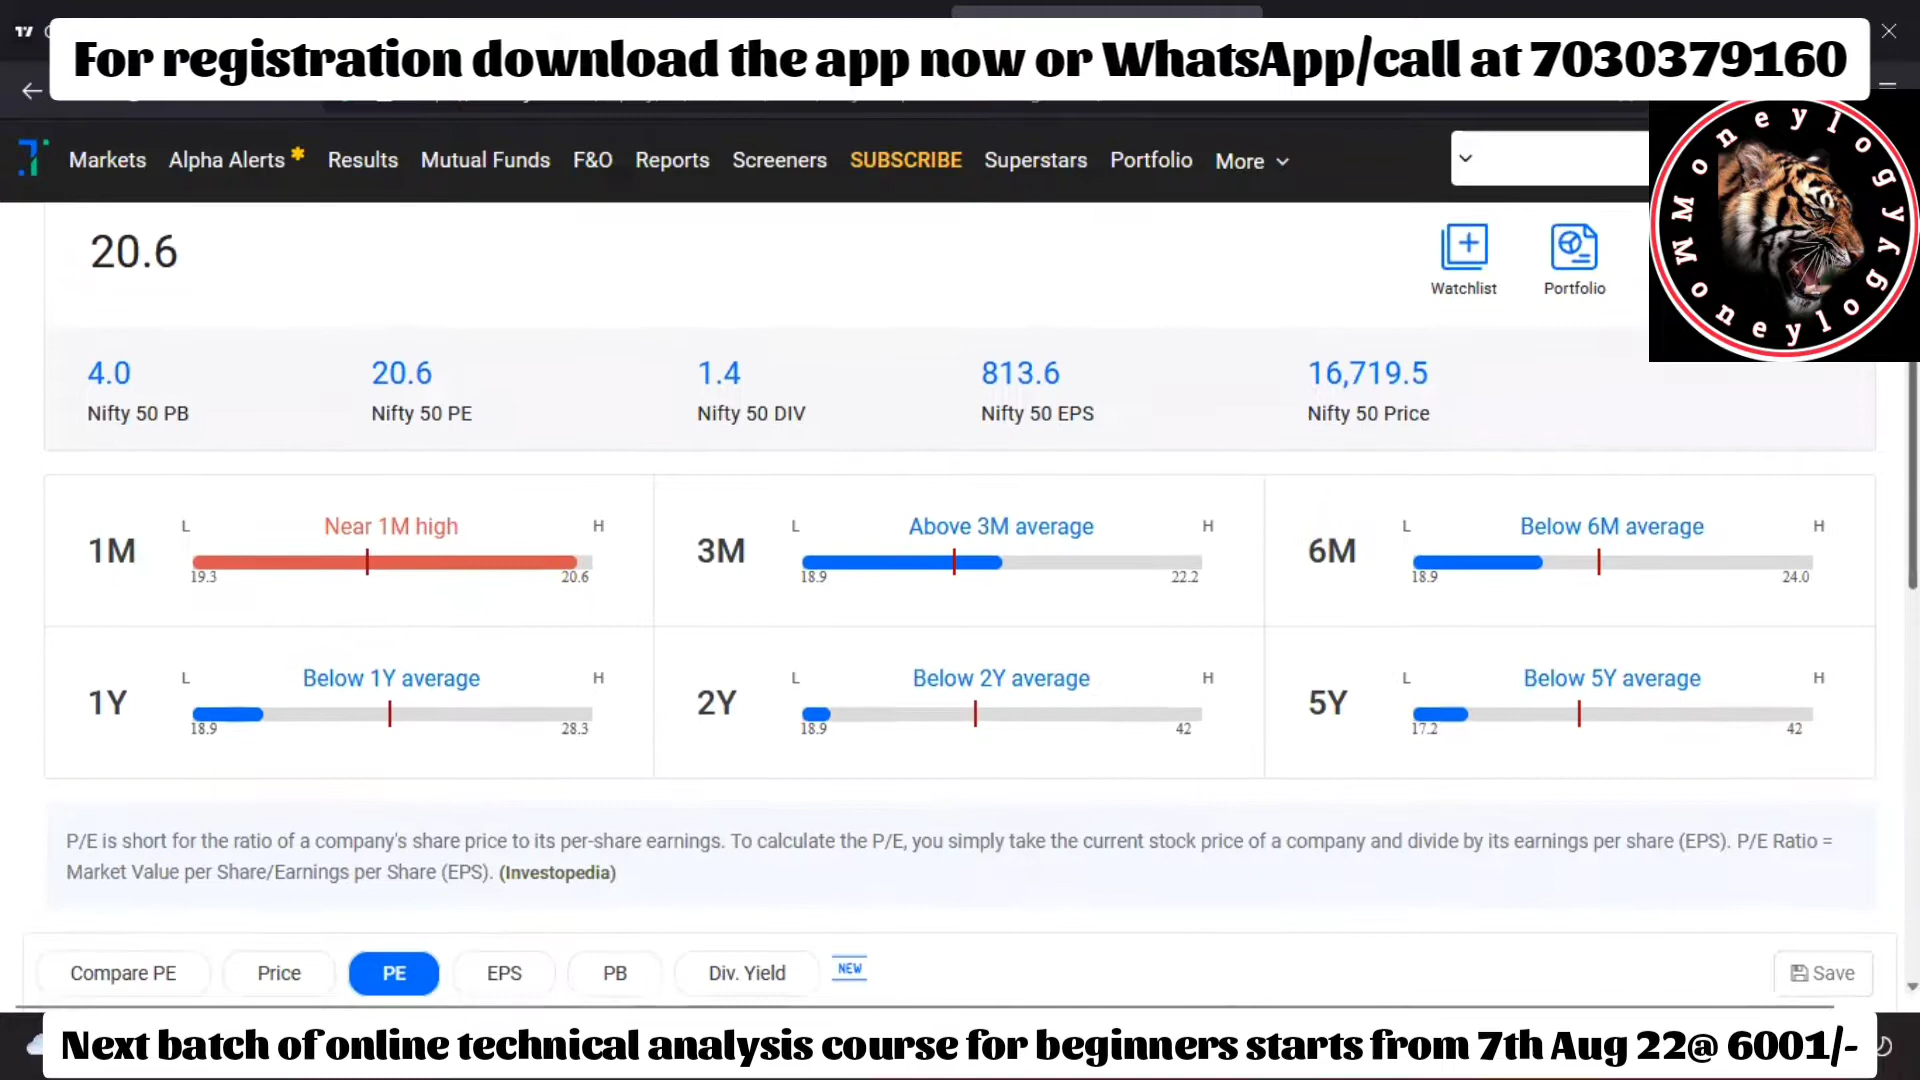 For registration download the app now or WhatsApp/call at 7030379160
Markets Alpha Alerts Results Mutual Funds F&O Reports Screeners SUBSCRIBE Superstars Portfolio More
WMoneylogyy
oneylogy
20.6
Watchlist Portfolio
4.0 20.6 1.4 813.6 16,719.5
Nifty 50 PB Nifty 50 PE Nifty 50 DIV Nifty 50 EPS Nifty 50 Price
1M L Near 1M high H 19.3 20.6
3M L Above 3M average H 18.9 22.2
6M L Below 6M average H 18.9 24.0
1Y L Below 1Y average H 18.9 28.3
2Y L Below 2Y average H 18.9 42
5Y L Below 5Y average H 17.2 42
P/E is short for the ratio of a company's share price to its per-share earnings. To calculate the P/E, you simply take the current stock price of a company and divide by its earnings per share (EPS). P/E Ratio =
Market Value per Share/Earnings per Share (EPS). (Investopedia)
Compare PE Price PE EPS PB Div. Yield NEW Save
Next batch of online technical analysis course for beginners starts from 7th Aug 22@ 6001/-